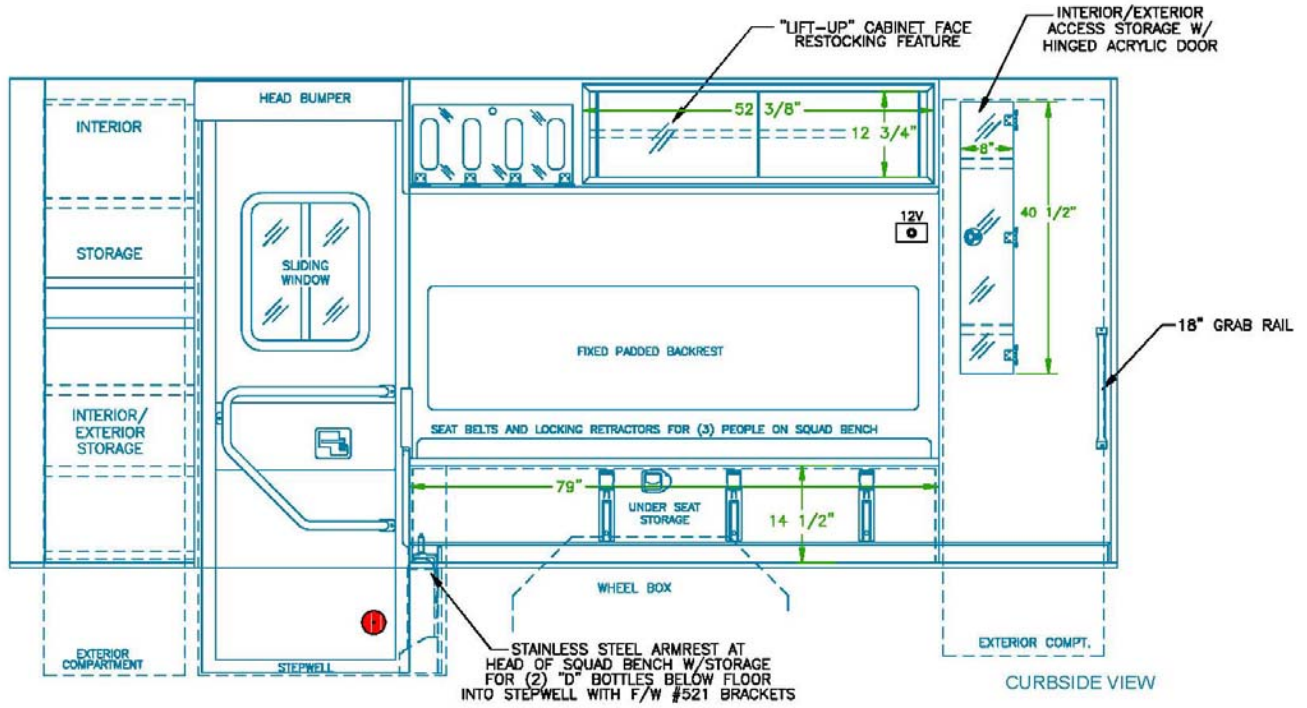 "LIFT-UP" CABINET FACE
RESTOCKING FEATURE
INTERIOR/EXTERIOR
ACCESS STORAGE W/
HINGED ACRYLIC DOOR
HEAD BUMPER
INTERIOR
52 3/8"
12 3/4"
8"
40 1/2"
12V
STORAGE
SLIDING
WINDOW
18" GRAB RAIL
FIXED PADDED BACKREST
INTERIOR/
EXTERIOR
STORAGE
SEAT BELTS AND LOCKING RETRACTORS FOR (3) PEOPLE ON SQUAD BENCH
79"
UNDER SEAT
STORAGE
14 1/2"
WHEEL BOX
EXTERIOR
COMPARTMENT
STEPWELL
STAINLESS STEEL ARMREST AT
HEAD OF SQUAD BENCH W/STORAGE
FOR (2) "D" BOTTLES BELOW FLOOR
INTO STEPWELL WITH F/W #521 BRACKETS
EXTERIOR COMPT.
CURBSIDE VIEW